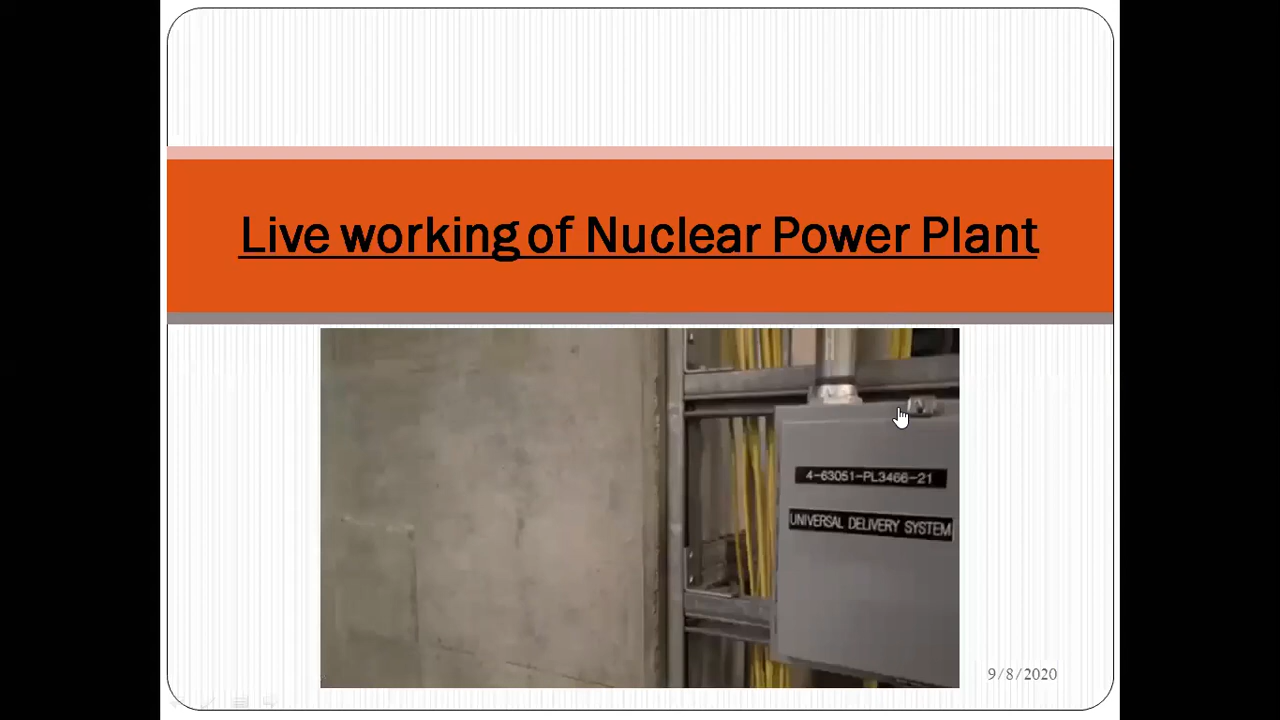 Live working of Nuclear Power Plant
4-63051-PL3466-21
UNIVERSAL DELIVERY SYSTEM
9/8/2020